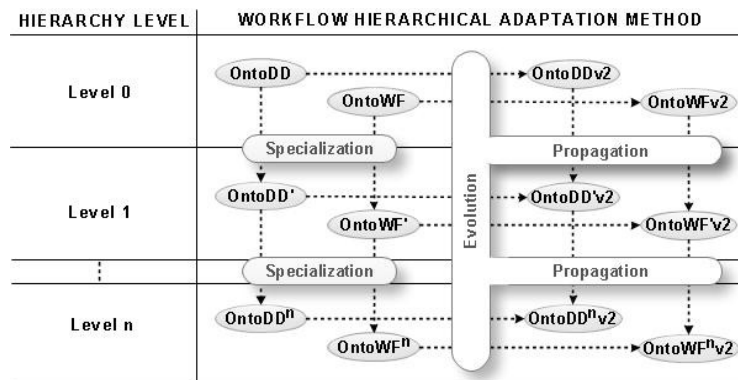 HIERARCHY LEVEL WORKFLOW HIERARCHICAL ADAPTATION METHOD
OntoDD OntoDDv2
Level 0 OntoWF OntoWFv2
Specialization Propagation
OntoDD' OntoDD'v2
Level 1 OntoWF' OntoWF'v2
Evolution
Specialization Propagation
OntoDDⁿ OntoDDⁿv2
Level n OntoWFⁿ OntoWFⁿv2